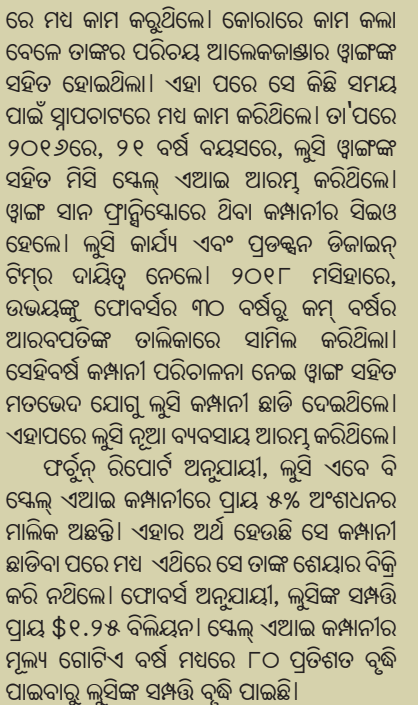 ରେ ମଧ୍ୟ କାମ କରୁଥିଲେ। କୋରାରେ କାମ କଲା
ବେଳେ ତାଙ୍କର ପରିଚୟ ଆଲେକଜାଣ୍ଡାର ୱାଙ୍ଗଙ୍କ
ସହିତ ହୋଇଥିଲା। ଏହା ପରେ ସେ କିଛି ସମୟ
ପାଇଁ ସ୍ନାପଚାଟରେ ମଧ୍ୟ କାମ କରିଥିଲେ। ତା'ପରେ
୨୦୧୬ରେ, ୨୧ ବର୍ଷ ବୟସରେ, ଲୁସି ୱାଙ୍ଗଙ୍କ
ସହିତ ମିସି ସ୍କେଲ୍ ଏଆଇ ଆରମ୍ଭ କରିଥିଲେ।
ୱାଙ୍ଗ ସାନ ଫ୍ରାନ୍ସିସ୍କୋରେ ଥିବା କମ୍ପାନୀର ସିଇଓ
ହେଲେ। ଲୁସି କାର୍ଯ୍ୟ ଏବଂ ପ୍ରଡକ୍ସନ ଡିଜାଇନ୍
ଟିମ୍‌ର ଦାୟିତ୍ୱ ନେଲେ। ୨୦୧୮ ମସିହାରେ,
ଉଭୟଙ୍କୁ ଫୋବର୍ସର ୩୦ ବର୍ଷରୁ କମ୍ ବର୍ଷର
ଆରବପତିଙ୍କ ତାଲିକାରେ ସାମିଲ କରିଥିଲା।
ସେହିବର୍ଷ କମ୍ପାନୀ ପରିଚାଳନା ନେଇ ୱାଙ୍ଗ ସହିତ
ମତଭେଦ ଯୋଗୁ ଲୁସି କମ୍ପାନୀ ଛାଡି ଦେଇଥିଲେ।
ଏହାପରେ ଲୁସି ନୂଆ ବ୍ୟବସାୟ ଆରମ୍ଭ କରିଥିଲେ।
ଫର୍ଚୁନ୍ ରିପୋର୍ଟ ଅନୁଯାୟୀ, ଲୁସି ଏବେ ବି
ସ୍କେଲ୍ ଏଆଇ କମ୍ପାନୀରେ ପ୍ରାୟ ୫% ଅଂଶଧନର
ମାଲିକ ଅଛନ୍ତି। ଏହାର ଅର୍ଥ ହେଉଛି ସେ କମ୍ପାନୀ
ଛାଡିବା ପରେ ମଧ୍ୟ ଏଥିରେ ସେ ତାଙ୍କ ଶେୟାର ବିକ୍ରି
କରି ନଥିଲେ। ଫୋବର୍ସ ଅନୁଯାୟୀ, ଲୁସିଙ୍କ ସମ୍ପତ୍ତି
ପ୍ରାୟ $୧.୨୫ ବିଲିୟନ। ସ୍କେଲ୍ ଏଆଇ କମ୍ପାନୀର
ମୂଲ୍ୟ ଗୋଟିଏ ବର୍ଷ ମଧ୍ୟରେ ୮୦ ପ୍ରତିଶତ ବୃଦ୍ଧି
ପାଇବାରୁ ଲୁସିଙ୍କ ସମ୍ପତ୍ତି ବୃଦ୍ଧି ପାଇଛି।